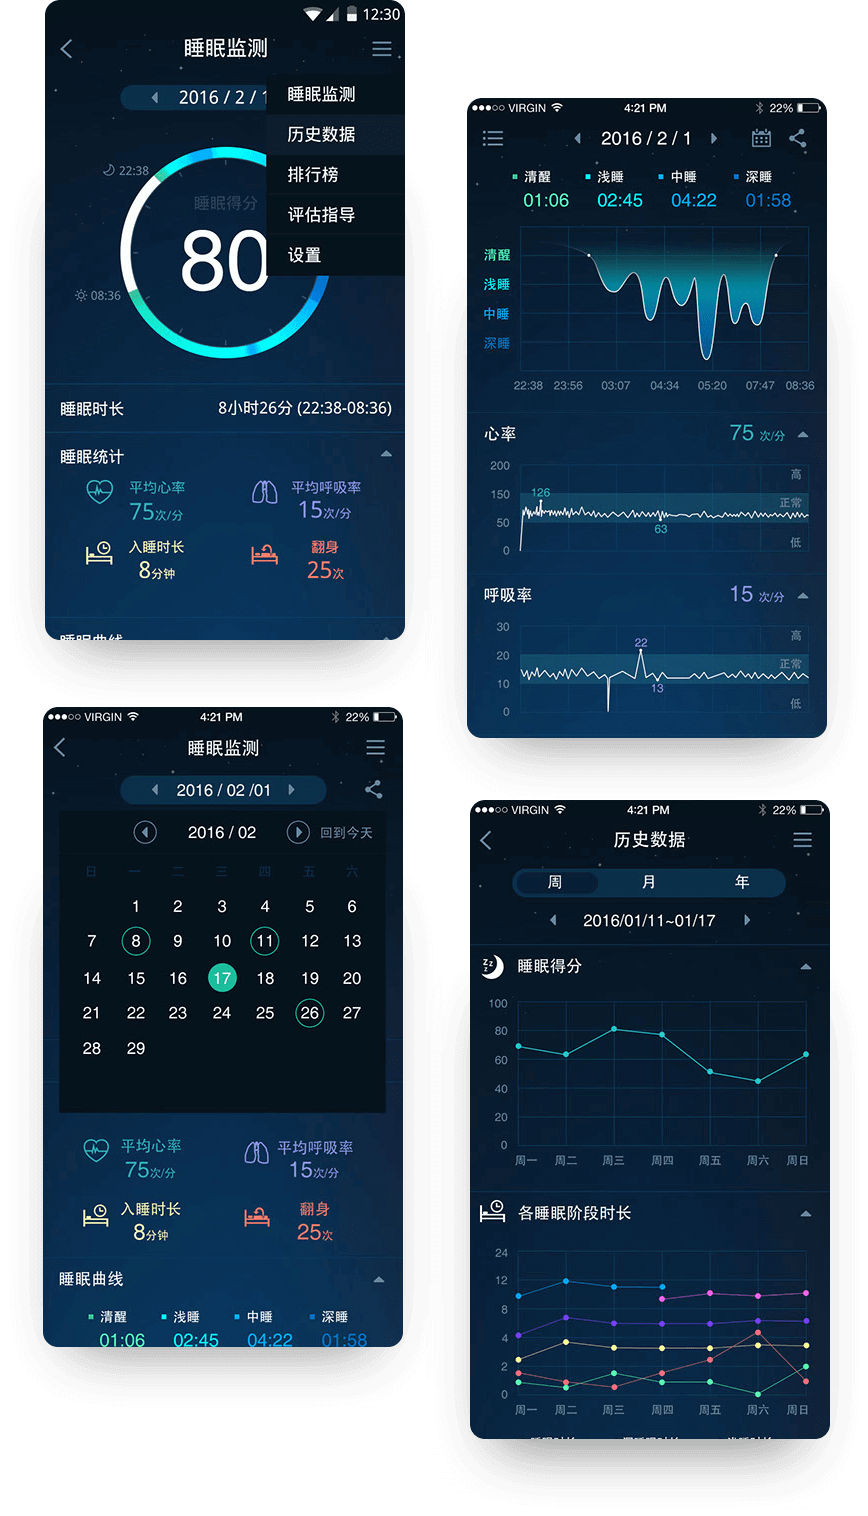 12:30
睡眠监测
2016 / 2 / 1
睡眠监测
历史数据
排行榜
评估指导
设置
22:38
睡眠得分
80
08:36
睡眠时长
8小时26分 (22:38-08:36)
睡眠统计
平均心率
75次/分
平均呼吸率
15次/分
入睡时长
8分钟
翻身
25次
睡眠曲线
VIRGIN
4:21 PM
22%
2016 / 2 / 1
清醒 浅睡 中睡 深睡
01:06 02:45 04:22 01:58
清醒
浅睡
中睡
深睡
22:38 23:56 03:07 04:34 05:20 07:47 08:36
心率
75 次/分
200
150
50
0
126
63
高
正常
低
呼吸率
15 次/分
30
20
10
0
22
13
高
正常
低
VIRGIN
4:21 PM
22%
睡眠监测
2016 / 02 /01
2016 / 02
回到今天
日 一 二 三 四 五 六
1 2 3 4 5 6
7 8 9 10 11 12 13
14 15 16 17 18 19 20
21 22 23 24 25 26 27
28 29
平均心率
75次/分
平均呼吸率
15次/分
入睡时长
8分钟
翻身
25次
睡眠曲线
清醒 浅睡 中睡 深睡
01:06 02:45 04:22 01:58
VIRGIN
4:21 PM
22%
历史数据
周 月 年
2016/01/11~01/17
睡眠得分
100
80
60
40
20
0
周一 周二 周三 周四 周五 周六 周日
各睡眠阶段时长
24
12
8
4
2
0
周一 周二 周三 周四 周五 周六 周日